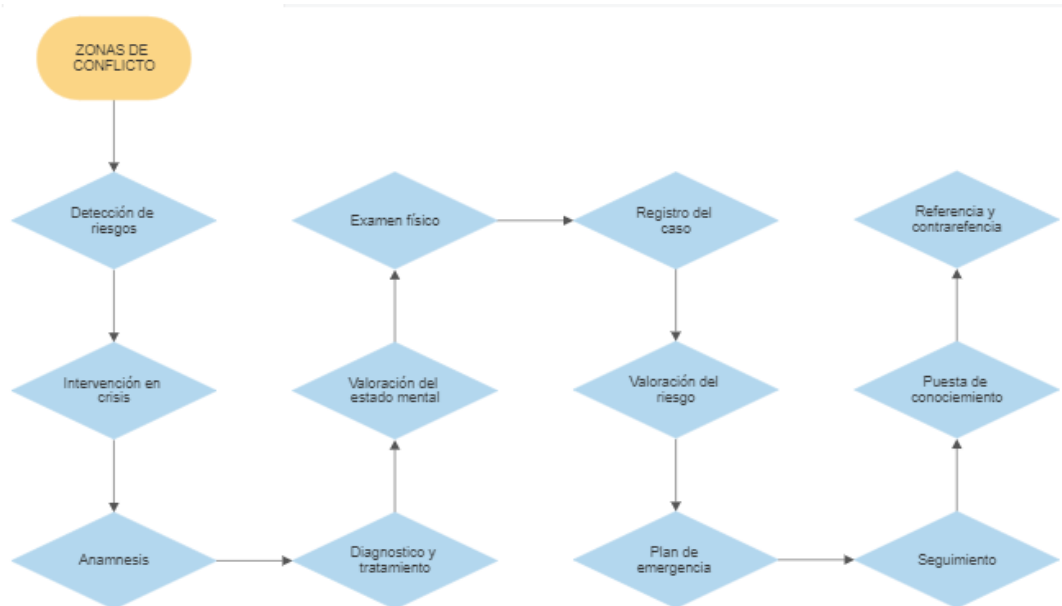 ZONAS DE
CONFLICTO
Detección de
riesgos
Intervención en
crisis
Anamnesis
Diagnostico y
tratamiento
Valoración del
estado mental
Examen físico
Registro del
caso
Valoración del
riesgo
Plan de
emergencia
Seguimiento
Puesta de
conociemiento
Referencia y
contrarefencia